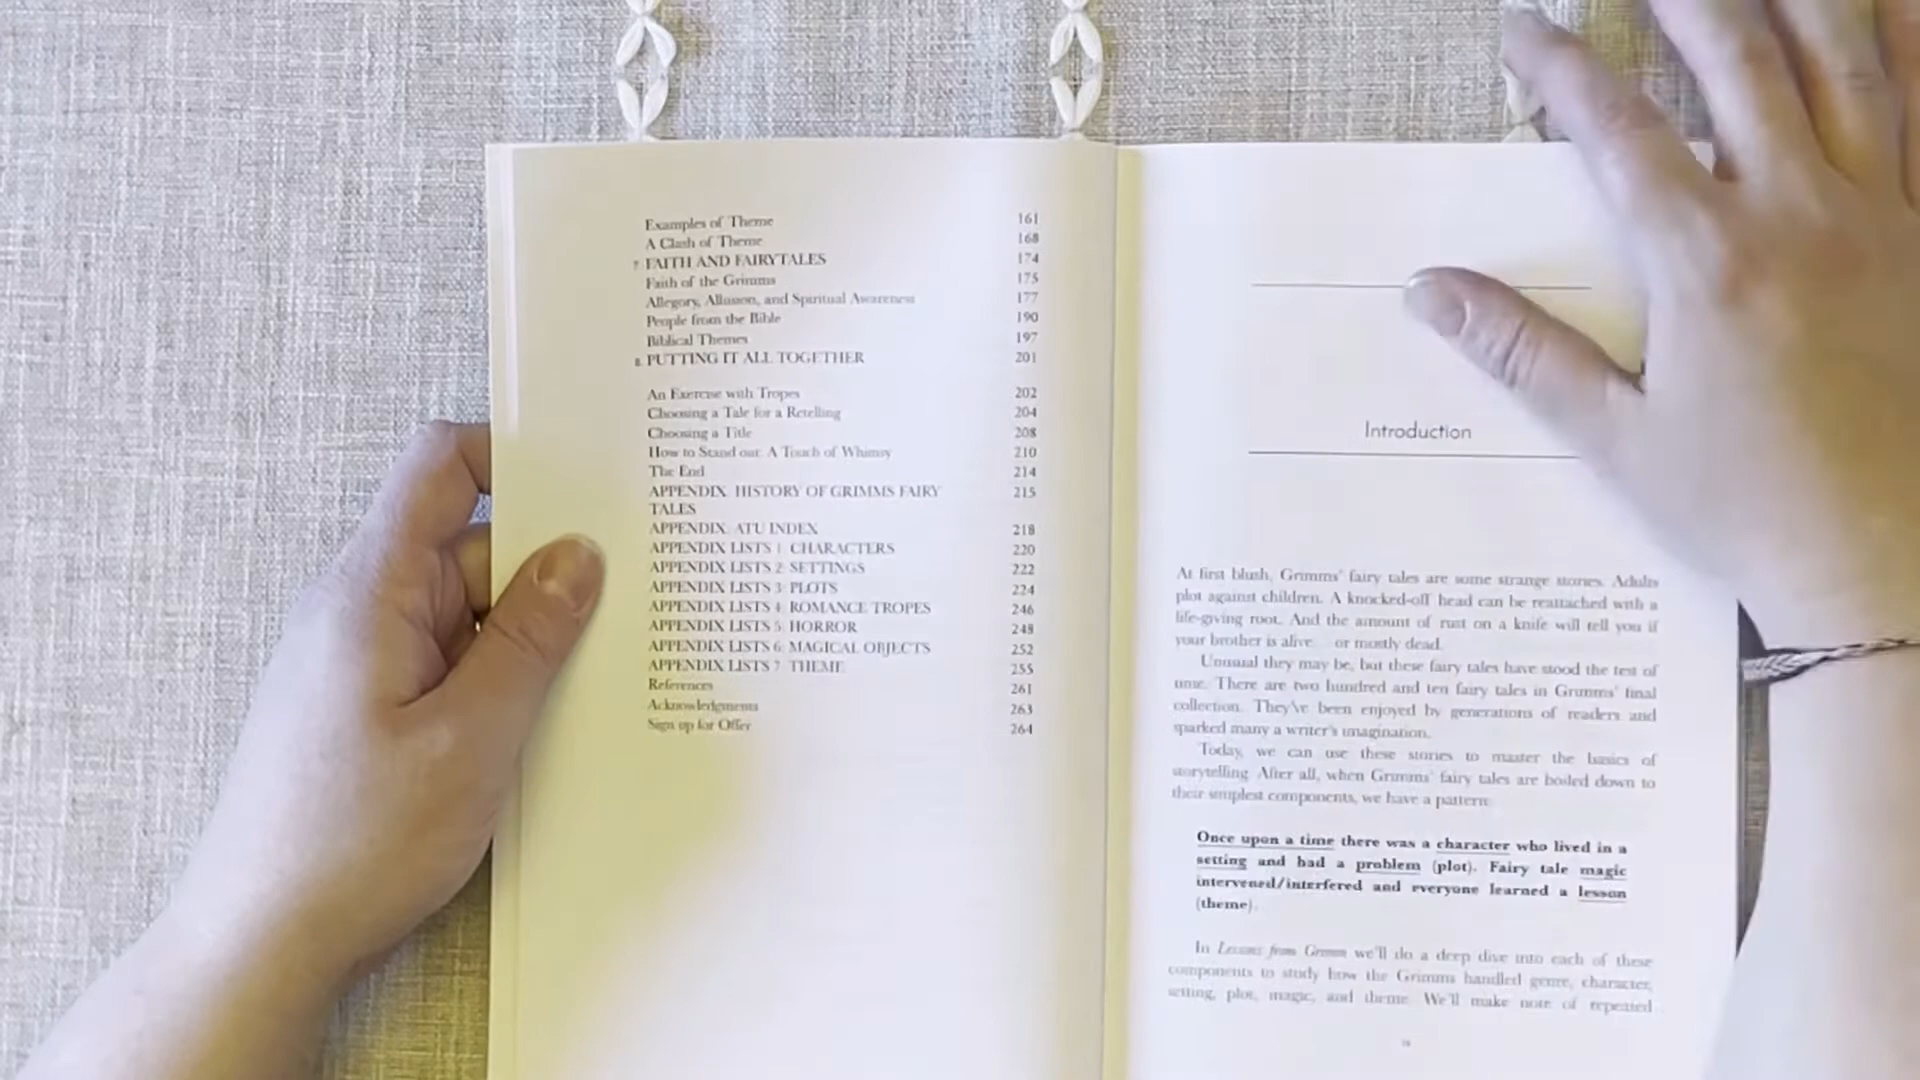 Examples of Theme 161
A Clash of Theme 168
7. FAITH AND FAIRYTALES 174
Faith of the Grimms 175
Allegory, Allusion, and Spiritual Awareness 177
People from the Bible 190
Biblical Themes 197
8. PUTTING IT ALL TOGETHER 201
An Exercise with Tropes 202
Choosing a Tale for a Retelling 204
Choosing a Title 208
How to Stand out: A Touch of Whimsy 210
The End 214
APPENDIX: HISTORY OF GRIMMS FAIRY 215
TALES
APPENDIX: ATU INDEX 218
APPENDIX LISTS 1: CHARACTERS 220
APPENDIX LISTS 2: SETTINGS 222
APPENDIX LISTS 3: PLOTS 224
APPENDIX LISTS 4: ROMANCE TROPES 246
APPENDIX LISTS 5: HORROR 248
APPENDIX LISTS 6: MAGICAL OBJECTS 252
APPENDIX LISTS 7: THEME 255
References 261
Acknowledgments 263
Sign up for Offer 264
Introduction
At first blush, Grimms' fairy tales are some strange stories. Adults
plot against children. A knocked-off head can be reattached with a
life-giving root. And the amount of rust on a knife will tell you if
your brother is alive... or mostly dead.
Unusual they may be, but these fairy tales have stood the test of
time. There are two hundred and ten fairy tales in Grimms' final
collection. They've been enjoyed by generations of readers and
sparked many a writer's imagination.
Today, we can use these stories to master the basics of
storytelling. After all, when Grimms' fairy tales are boiled down to
their simplest components, we have a pattern:
Once upon a time there was a character who lived in a
setting and had a problem (plot). Fairy tale magic
intervened/interfered and everyone learned a lesson
(theme).
In Lessons from Grimm we'll do a deep dive into each of these
components to study how the Grimms handled genre, character,
setting, plot, magic, and theme. We'll make note of repeated